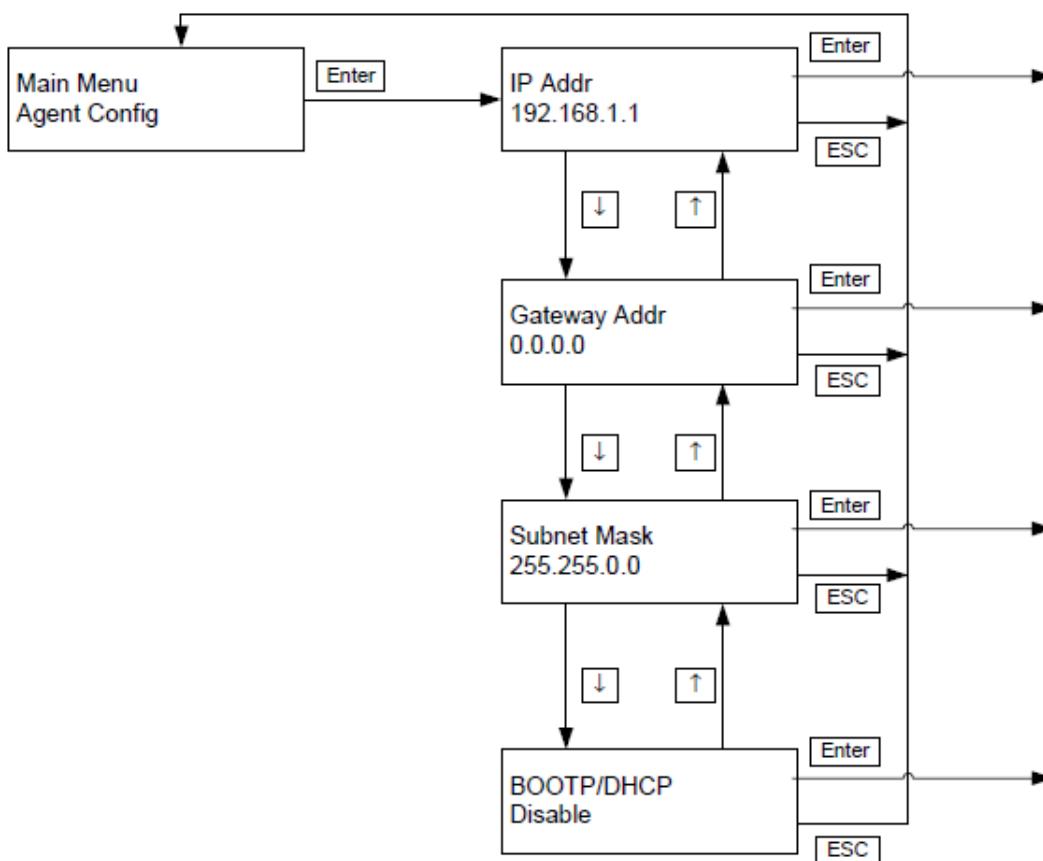 Main Menu
Agent Config
Enter
IP Addr
192.168.1.1
Enter
ESC
↓
↑
Gateway Addr
0.0.0.0
Enter
ESC
↓
↑
Subnet Mask
255.255.0.0
Enter
ESC
↓
↑
BOOTP/DHCP
Disable
Enter
ESC